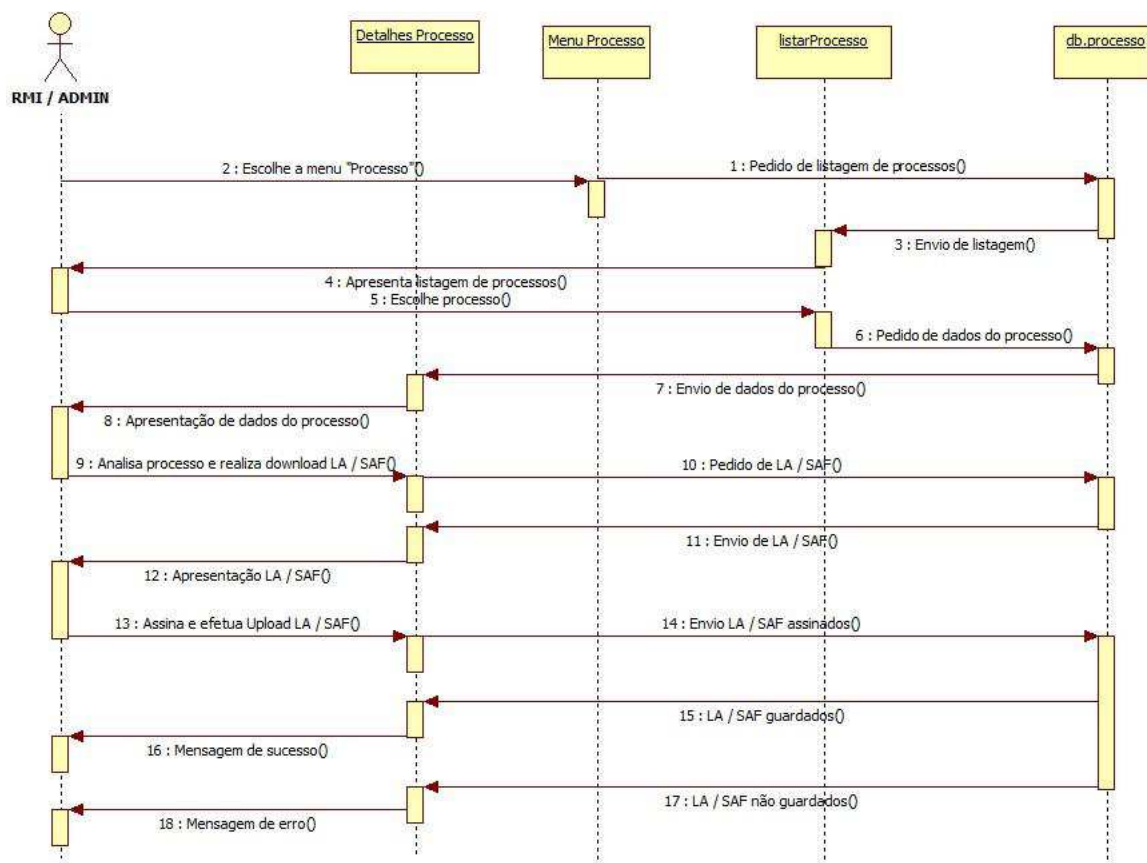 Detalhes Processo
Menu Processo
listarProcesso
db.processo
RMI / ADMIN
2 : Escolhe a menu "Processo"()
1 : Pedido de listagem de processos()
3 : Envio de listagem()
4 : Apresenta listagem de processos()
5 : Escolhe processo()
6 : Pedido de dados do processo()
7 : Envio de dados do processo()
8 : Apresentação de dados do processo()
9 : Analisa processo e realiza download LA / SAF()
10 : Pedido de LA / SAF()
11 : Envio de LA / SAF()
12 : Apresentação LA / SAF()
13 : Assina e efetua Upload LA / SAF()
14 : Envio LA / SAF assinados()
15 : LA / SAF guardados()
16 : Mensagem de sucesso()
17 : LA / SAF não guardados()
18 : Mensagem de erro()